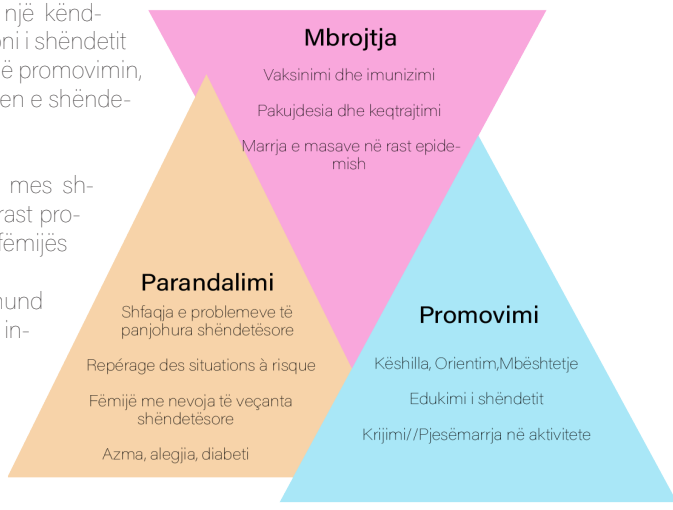 një kënd-
oni i shëndetit
ë promovimin,
en e shënde-
mes sh-
rast pro-
fëmijës
mund
in-
Mbrojtja
Vaksinimi dhe imunizimi
Pakujdesia dhe keqtrajtimi
Marrja e masave në rast epide-
mish
Parandalimi
Shfaqja e problemeve të
panjohura shëndetësore
Repérage des situations à risque
Fëmijë me nevoja të veçanta
shëndetësore
Azma, alegjia, diabeti
Promovimi
Këshilla, Orientim,Mbështetje
Edukimi i shëndetit
Krijimi//Pjesëmarrja në aktivitete